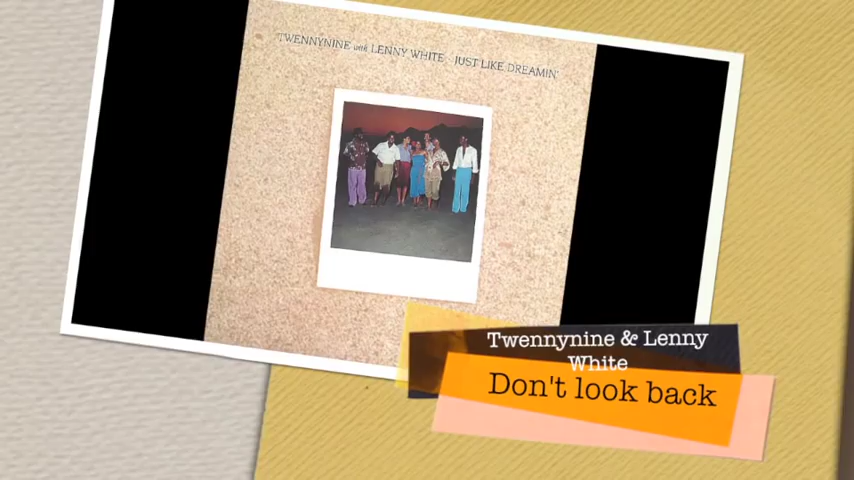 TWENNYNINE with LENNY WHITE - JUST LIKE DREAMIN'
Twennynine & Lenny
White
Don't look back